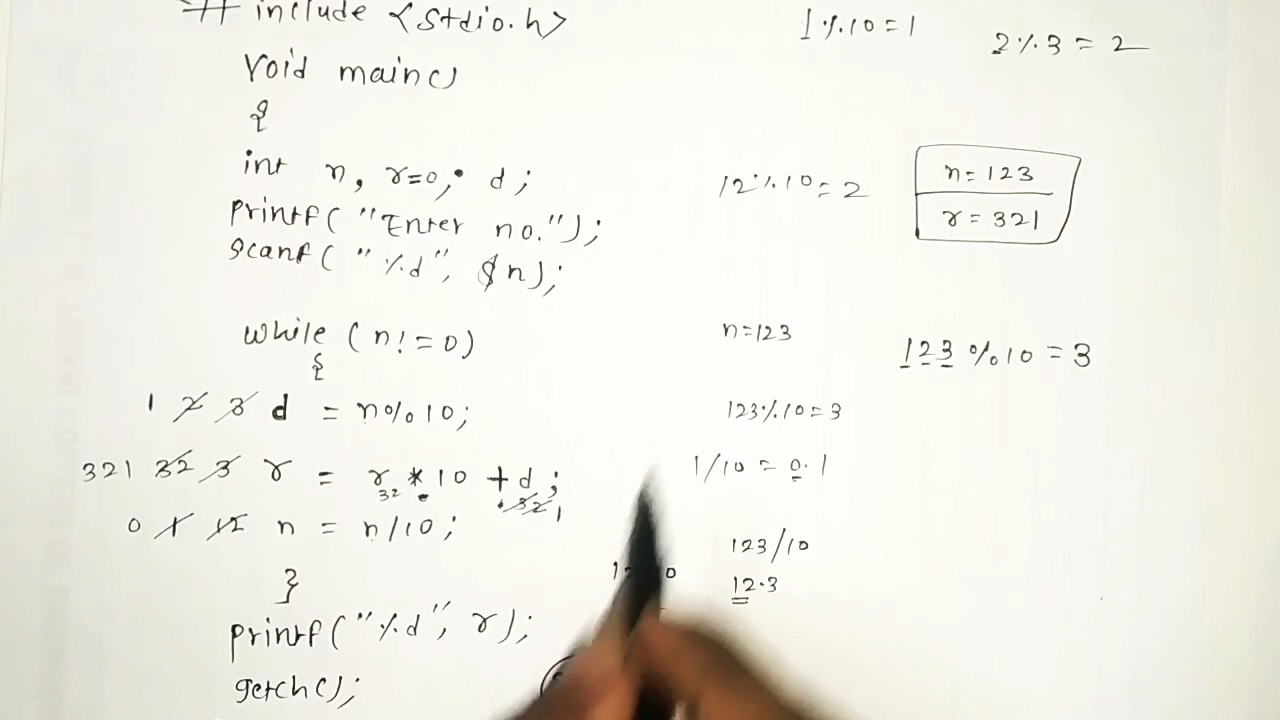 # include <stdio.h>
void main()
{
int n, r=0, d;
printf("Enter no.");
scanf("%d", &n);
while (n!=0)
{
1 2 3 d = n%10;
321 32 3 r = r*10 +d;
32 321
0 1 12 n = n/10;
}
printf("%d", r);
getch();
1%10=1
2%3=2
12%10=2
n=123
r=321
n=123
123%10=3
123%10=3
1/10=0.1
123/10
12.3